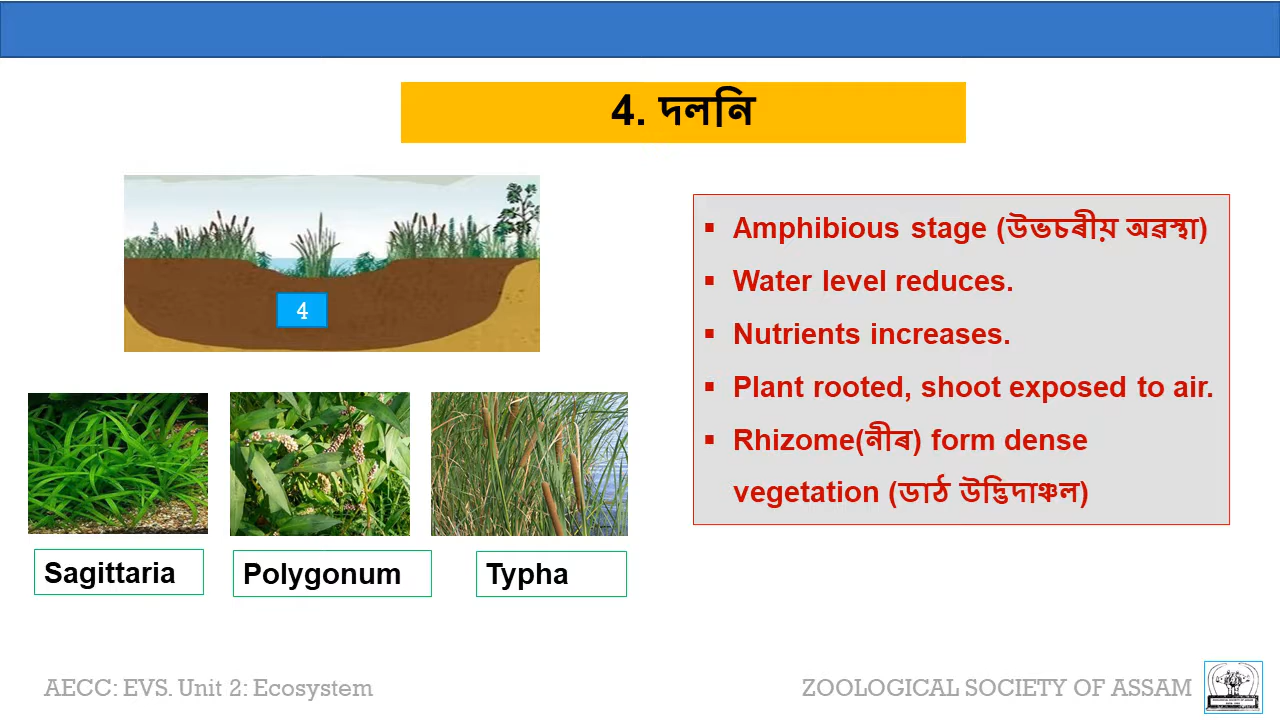 4. দলনি
4
▪ Amphibious stage (উভচৰীয় অৱস্থা)
▪ Water level reduces.
▪ Nutrients increases.
▪ Plant rooted, shoot exposed to air.
▪ Rhizome(নীৰ) form dense
vegetation (ডাঠ উদ্ভিদাঞ্চল)
Sagittaria
Polygonum
Typha
AECC: EVS. Unit 2: Ecosystem
ZOOLOGICAL SOCIETY OF ASSAM